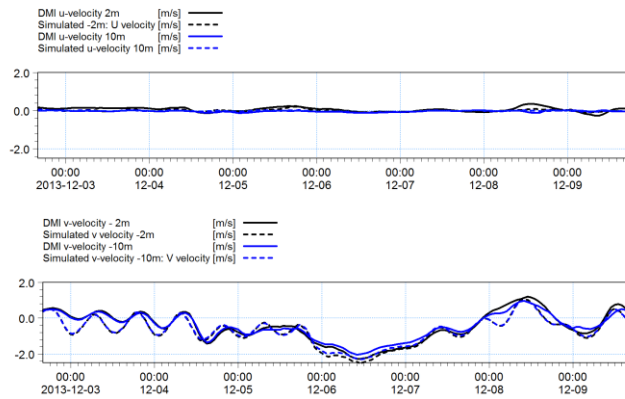 DMI u-velocity 2m [m/s]
Simulated -2m: U velocity [m/s]
DMI u-velocity 10m [m/s]
Simulated u-velocity 10m [m/s]
2.0
0.0
-2.0
00:00 00:00 00:00 00:00 00:00 00:00 00:00
2013-12-03 12-04 12-05 12-06 12-07 12-08 12-09
DMI v-velocity - 2m [m/s]
Simulated v velocity -2m [m/s]
DMI v-velocity -10m [m/s]
Simulated v-velocity -10m: V velocity [m/s]
2.0
0.0
-2.0
00:00 00:00 00:00 00:00 00:00 00:00 00:00
2013-12-03 12-04 12-05 12-06 12-07 12-08 12-09